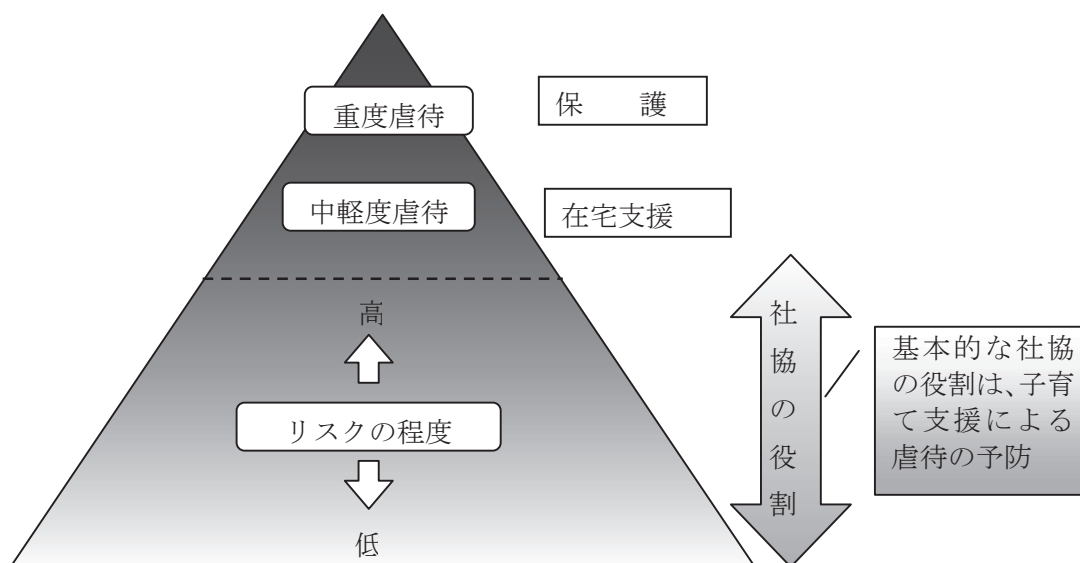 重度虐待
保　　護
中軽度虐待
在宅支援
高
リスクの程度
低
社協の役割
基本的な社協
の役割は、子育
て支援による
虐待の予防